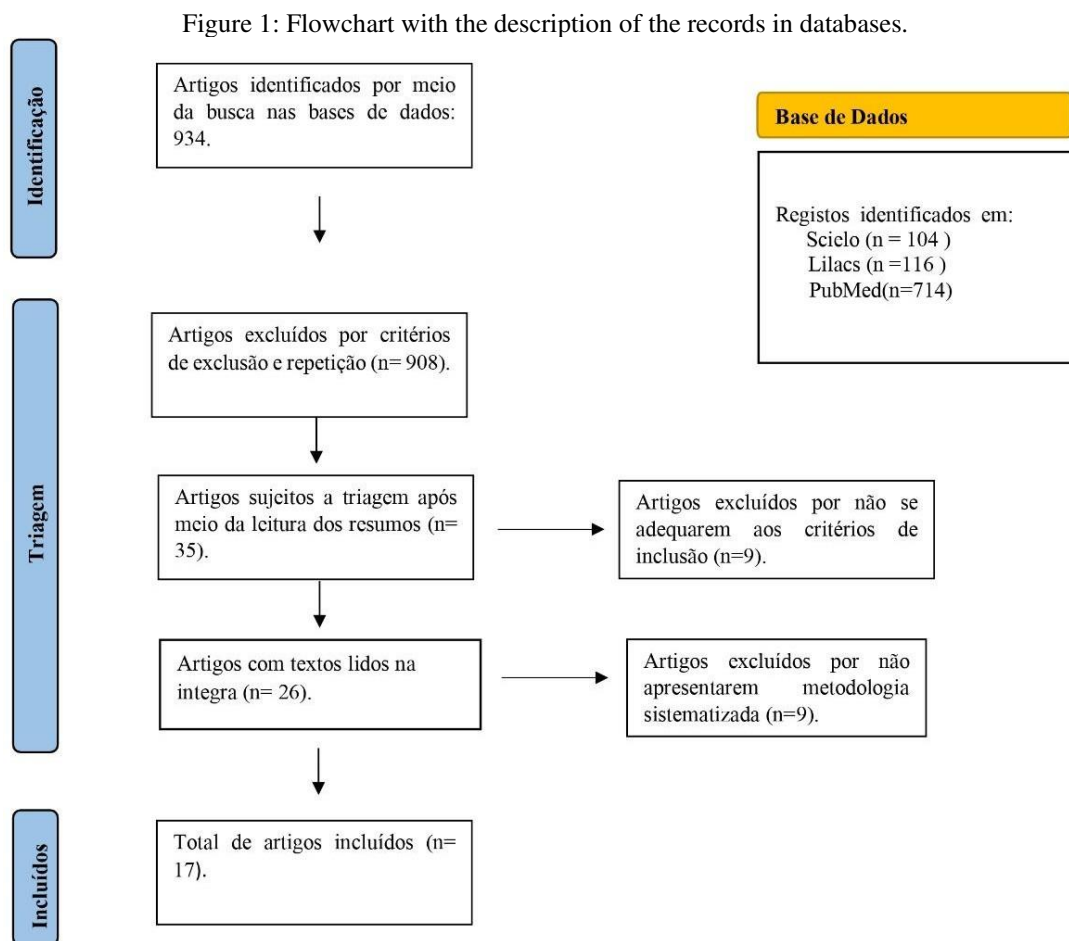 Figure 1: Flowchart with the description of the records in databases.
Identificação
Artigos identificados por meio
da busca nas bases de dados:
934.
Base de Dados
Registos identificados em:
Scielo (n = 104 )
Lilacs (n =116 )
PubMed(n=714)
Triagem
Artigos excluídos por critérios
de exclusão e repetição (n= 908).
Artigos sujeitos a triagem após
meio da leitura dos resumos (n=
35).
Artigos excluídos por não se
adequarem aos critérios de
inclusão (n=9).
Artigos com textos lidos na
integra (n= 26).
Artigos excluídos por não
apresentarem metodologia
sistematizada (n=9).
Incluídos
Total de artigos incluídos (n=
17).